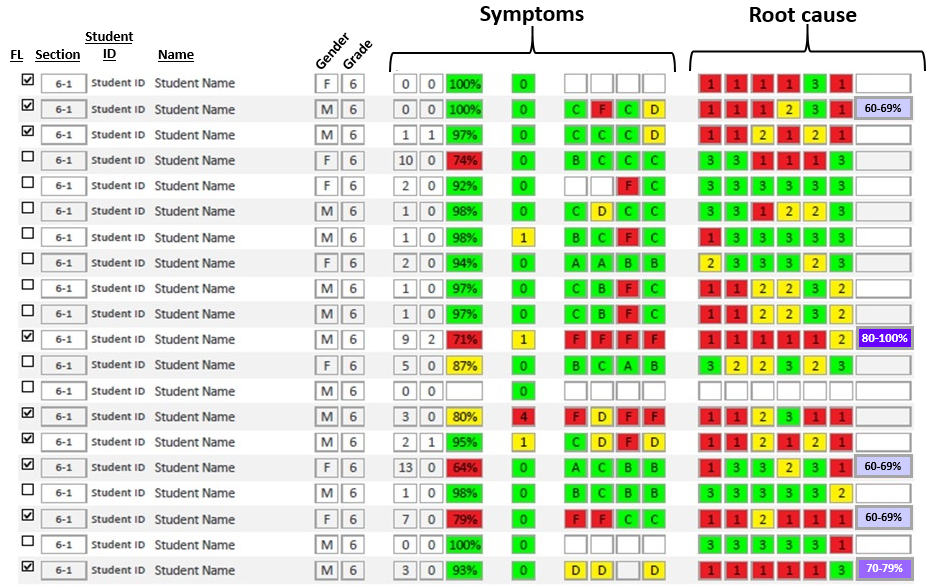 Symptoms Root cause
FL Section Student ID Name Gender Grade
6-1 Student ID Student Name F 6 0 0 100% 0 1 1 1 1 3 1
6-1 Student ID Student Name M 6 0 0 100% 0 C F C D 1 1 1 2 3 1 60-69%
6-1 Student ID Student Name M 6 1 1 97% 0 C C C D 1 1 2 1 2 1
6-1 Student ID Student Name F 6 10 0 74% 0 B C C C 3 3 1 1 1 3
6-1 Student ID Student Name F 6 2 0 92% 0 F C 3 3 3 3 3 3
6-1 Student ID Student Name M 6 1 0 98% 0 C D C C 3 3 1 2 2 3
6-1 Student ID Student Name M 6 1 0 98% 1 B C F C 1 3 3 3 3 3
6-1 Student ID Student Name F 6 2 0 94% 0 A A B B 2 3 3 3 2 3
6-1 Student ID Student Name M 6 1 0 97% 0 C B F C 1 1 2 2 3 2
6-1 Student ID Student Name M 6 1 0 97% 0 C B F C 1 1 2 2 3 2
6-1 Student ID Student Name M 6 9 2 71% 1 F F F F 1 1 1 1 1 2 80-100%
6-1 Student ID Student Name F 6 5 0 87% 0 B C A B 3 2 2 3 2 3
6-1 Student ID Student Name M 6 0 0 0
6-1 Student ID Student Name M 6 3 0 80% 4 F D F F 1 1 2 3 1 1
6-1 Student ID Student Name M 6 2 1 95% 1 C D F D 1 1 2 1 2 1
6-1 Student ID Student Name F 6 13 0 64% 0 A C B B 1 3 3 2 3 1 60-69%
6-1 Student ID Student Name M 6 1 0 98% 0 B C B B 3 3 3 3 3 2
6-1 Student ID Student Name F 6 7 0 79% 0 F F C C 1 1 2 1 1 1 60-69%
6-1 Student ID Student Name M 6 0 0 100% 0 3 3 3 3 3 1
6-1 Student ID Student Name M 6 3 0 93% 0 D D D 1 1 1 1 1 3 70-79%